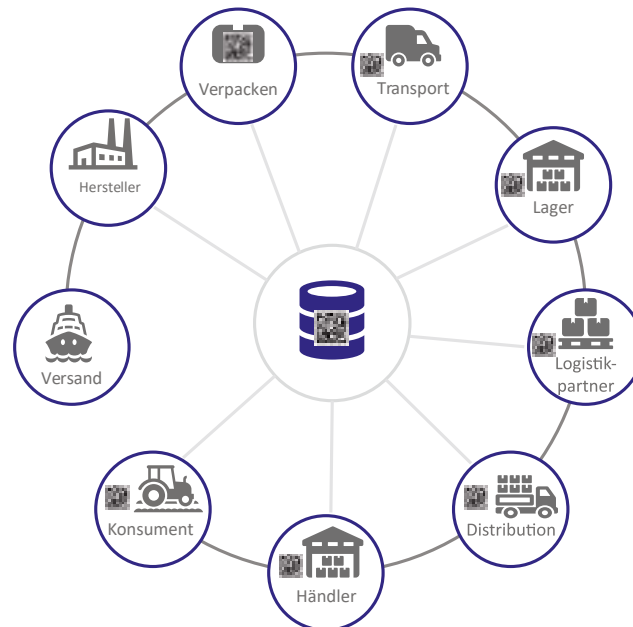 Verpacken
Transport
Hersteller
Lager
Versand
Logistik-
partner
Konsument
Distribution
Händler